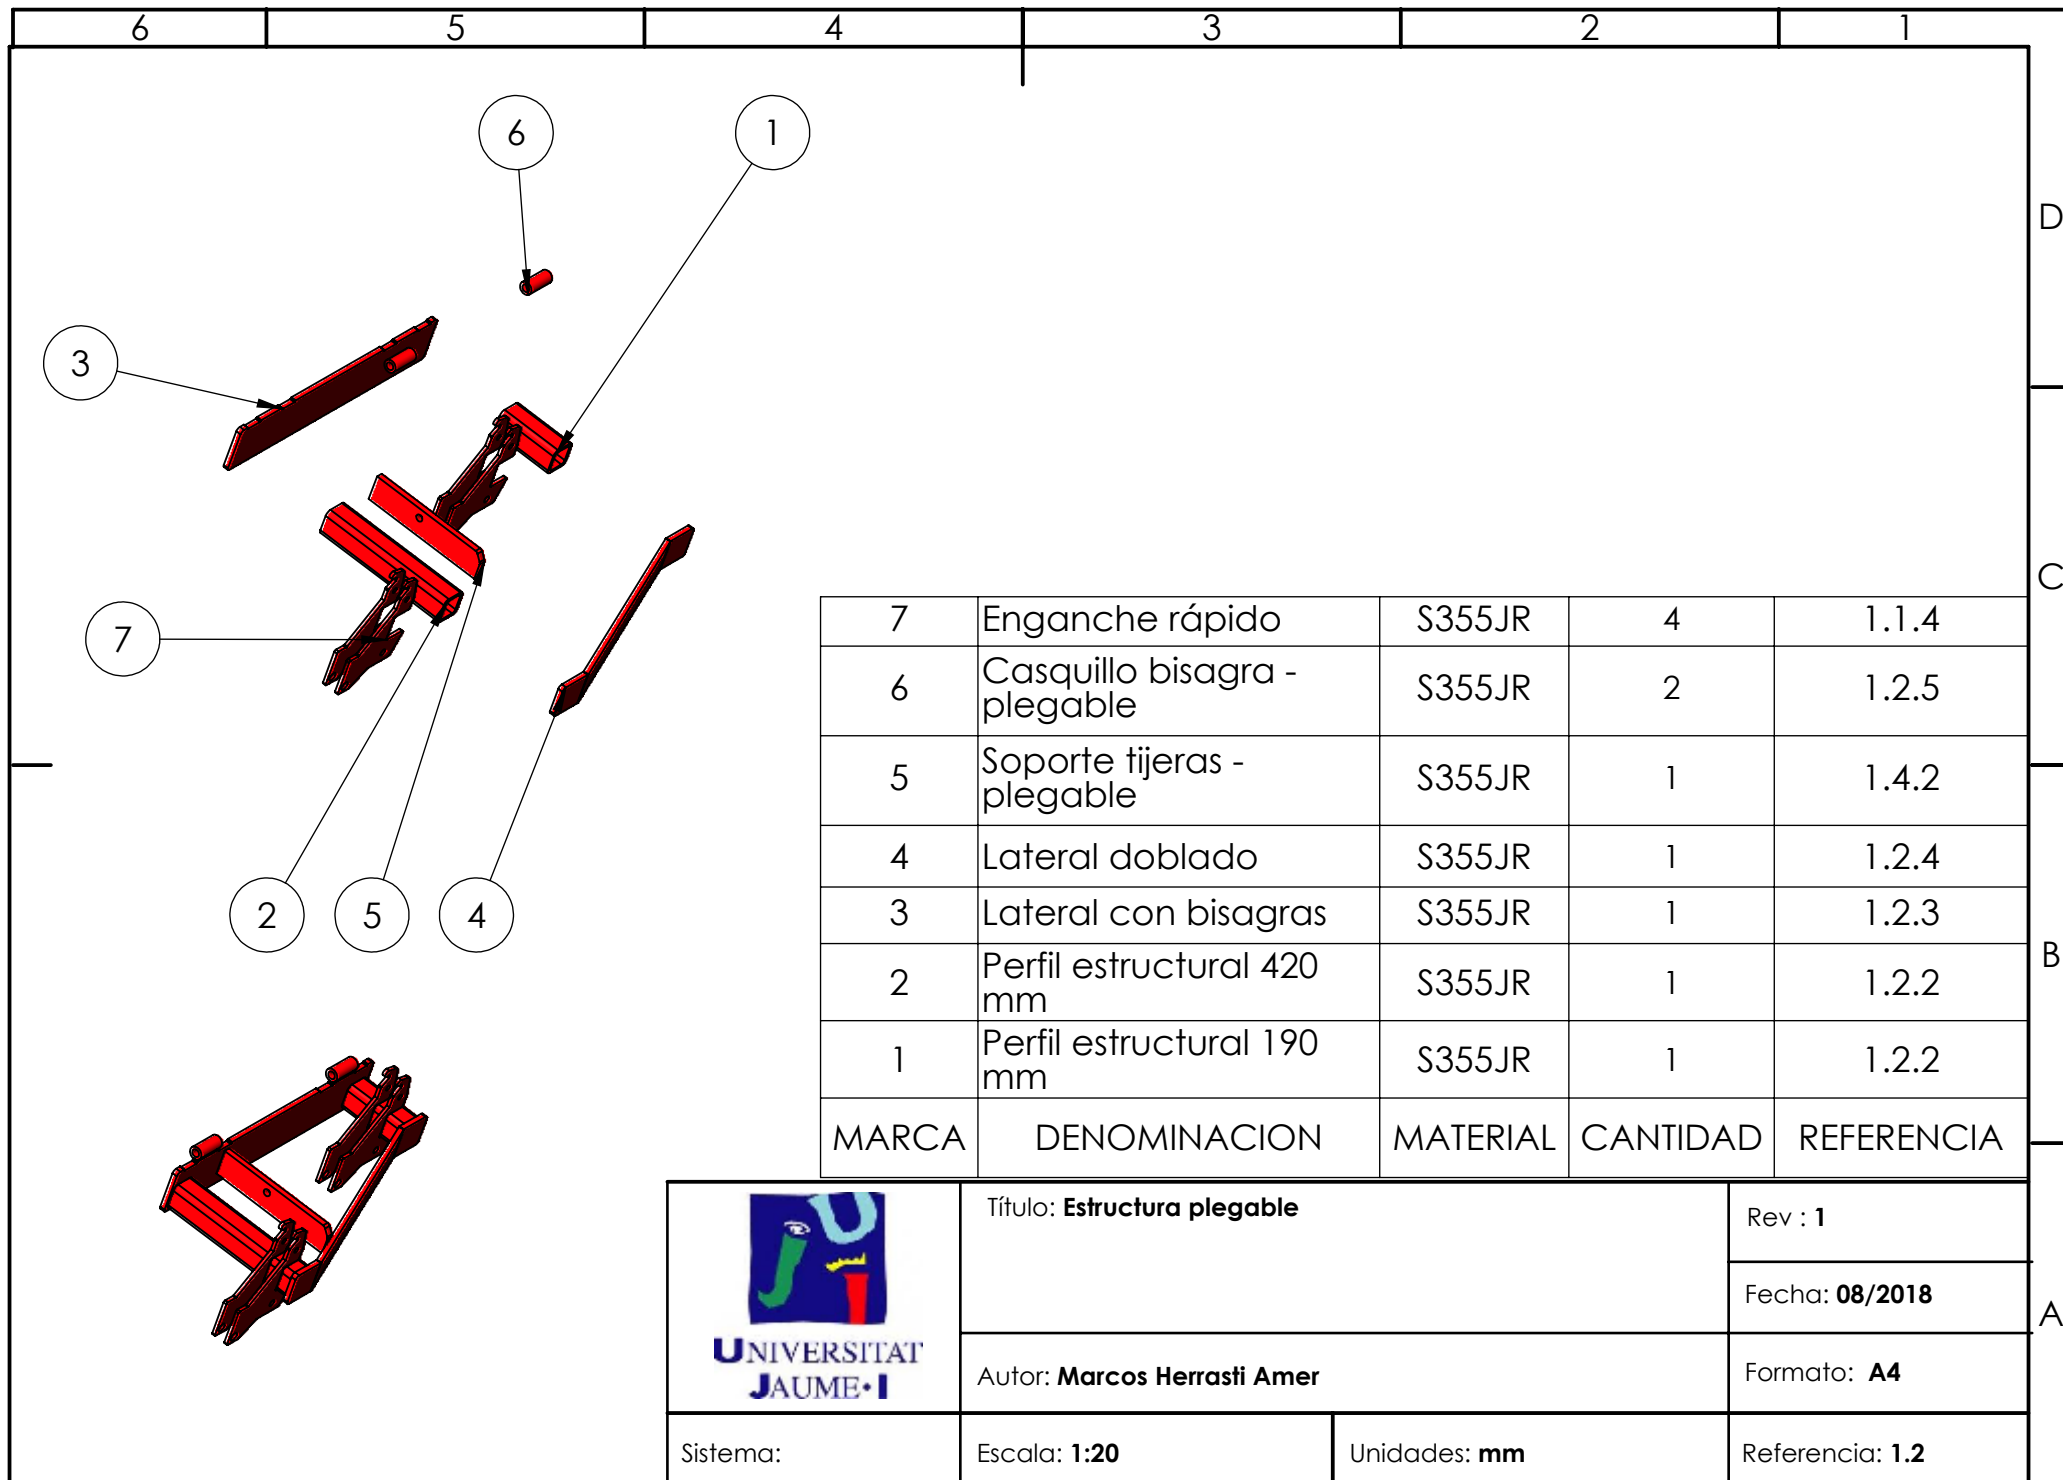 6 5 4 3 2 1
D
C
B
A
6
1
3
7
2
5
4
7 Enganche rápido S355JR 4 1.1.4
6 Casquillo bisagra - S355JR 2 1.2.5
plegable
5 Soporte tijeras - S355JR 1 1.4.2
plegable
4 Lateral doblado S355JR 1 1.2.4
3 Lateral con bisagras S355JR 1 1.2.3
2 Perfil estructural 420 S355JR 1 1.2.2
mm
1 Perfil estructural 190 S355JR 1 1.2.2
mm
MARCA DENOMINACION MATERIAL CANTIDAD REFERENCIA
UJI
UNIVERSITAT
JAUME•I
Título: Estructura plegable
Rev : 1
Fecha: 08/2018
Autor: Marcos Herrasti Amer
Formato: A4
Sistema:
Escala: 1:20
Unidades: mm
Referencia: 1.2